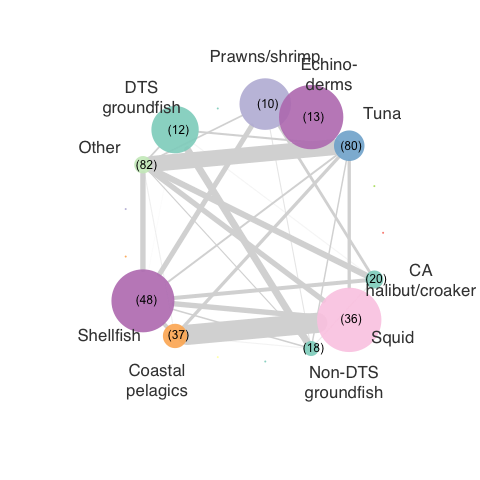 Prawns/shrimp
Echino-
derms
DTS
groundfish
Tuna
(10)
(13)
(12)
Other
(80)
(82)
CA
halibut/croaker
(20)
(48)
(36)
Shellfish
(37)
Squid
(18)
Coastal
pelagics
Non-DTS
groundfish